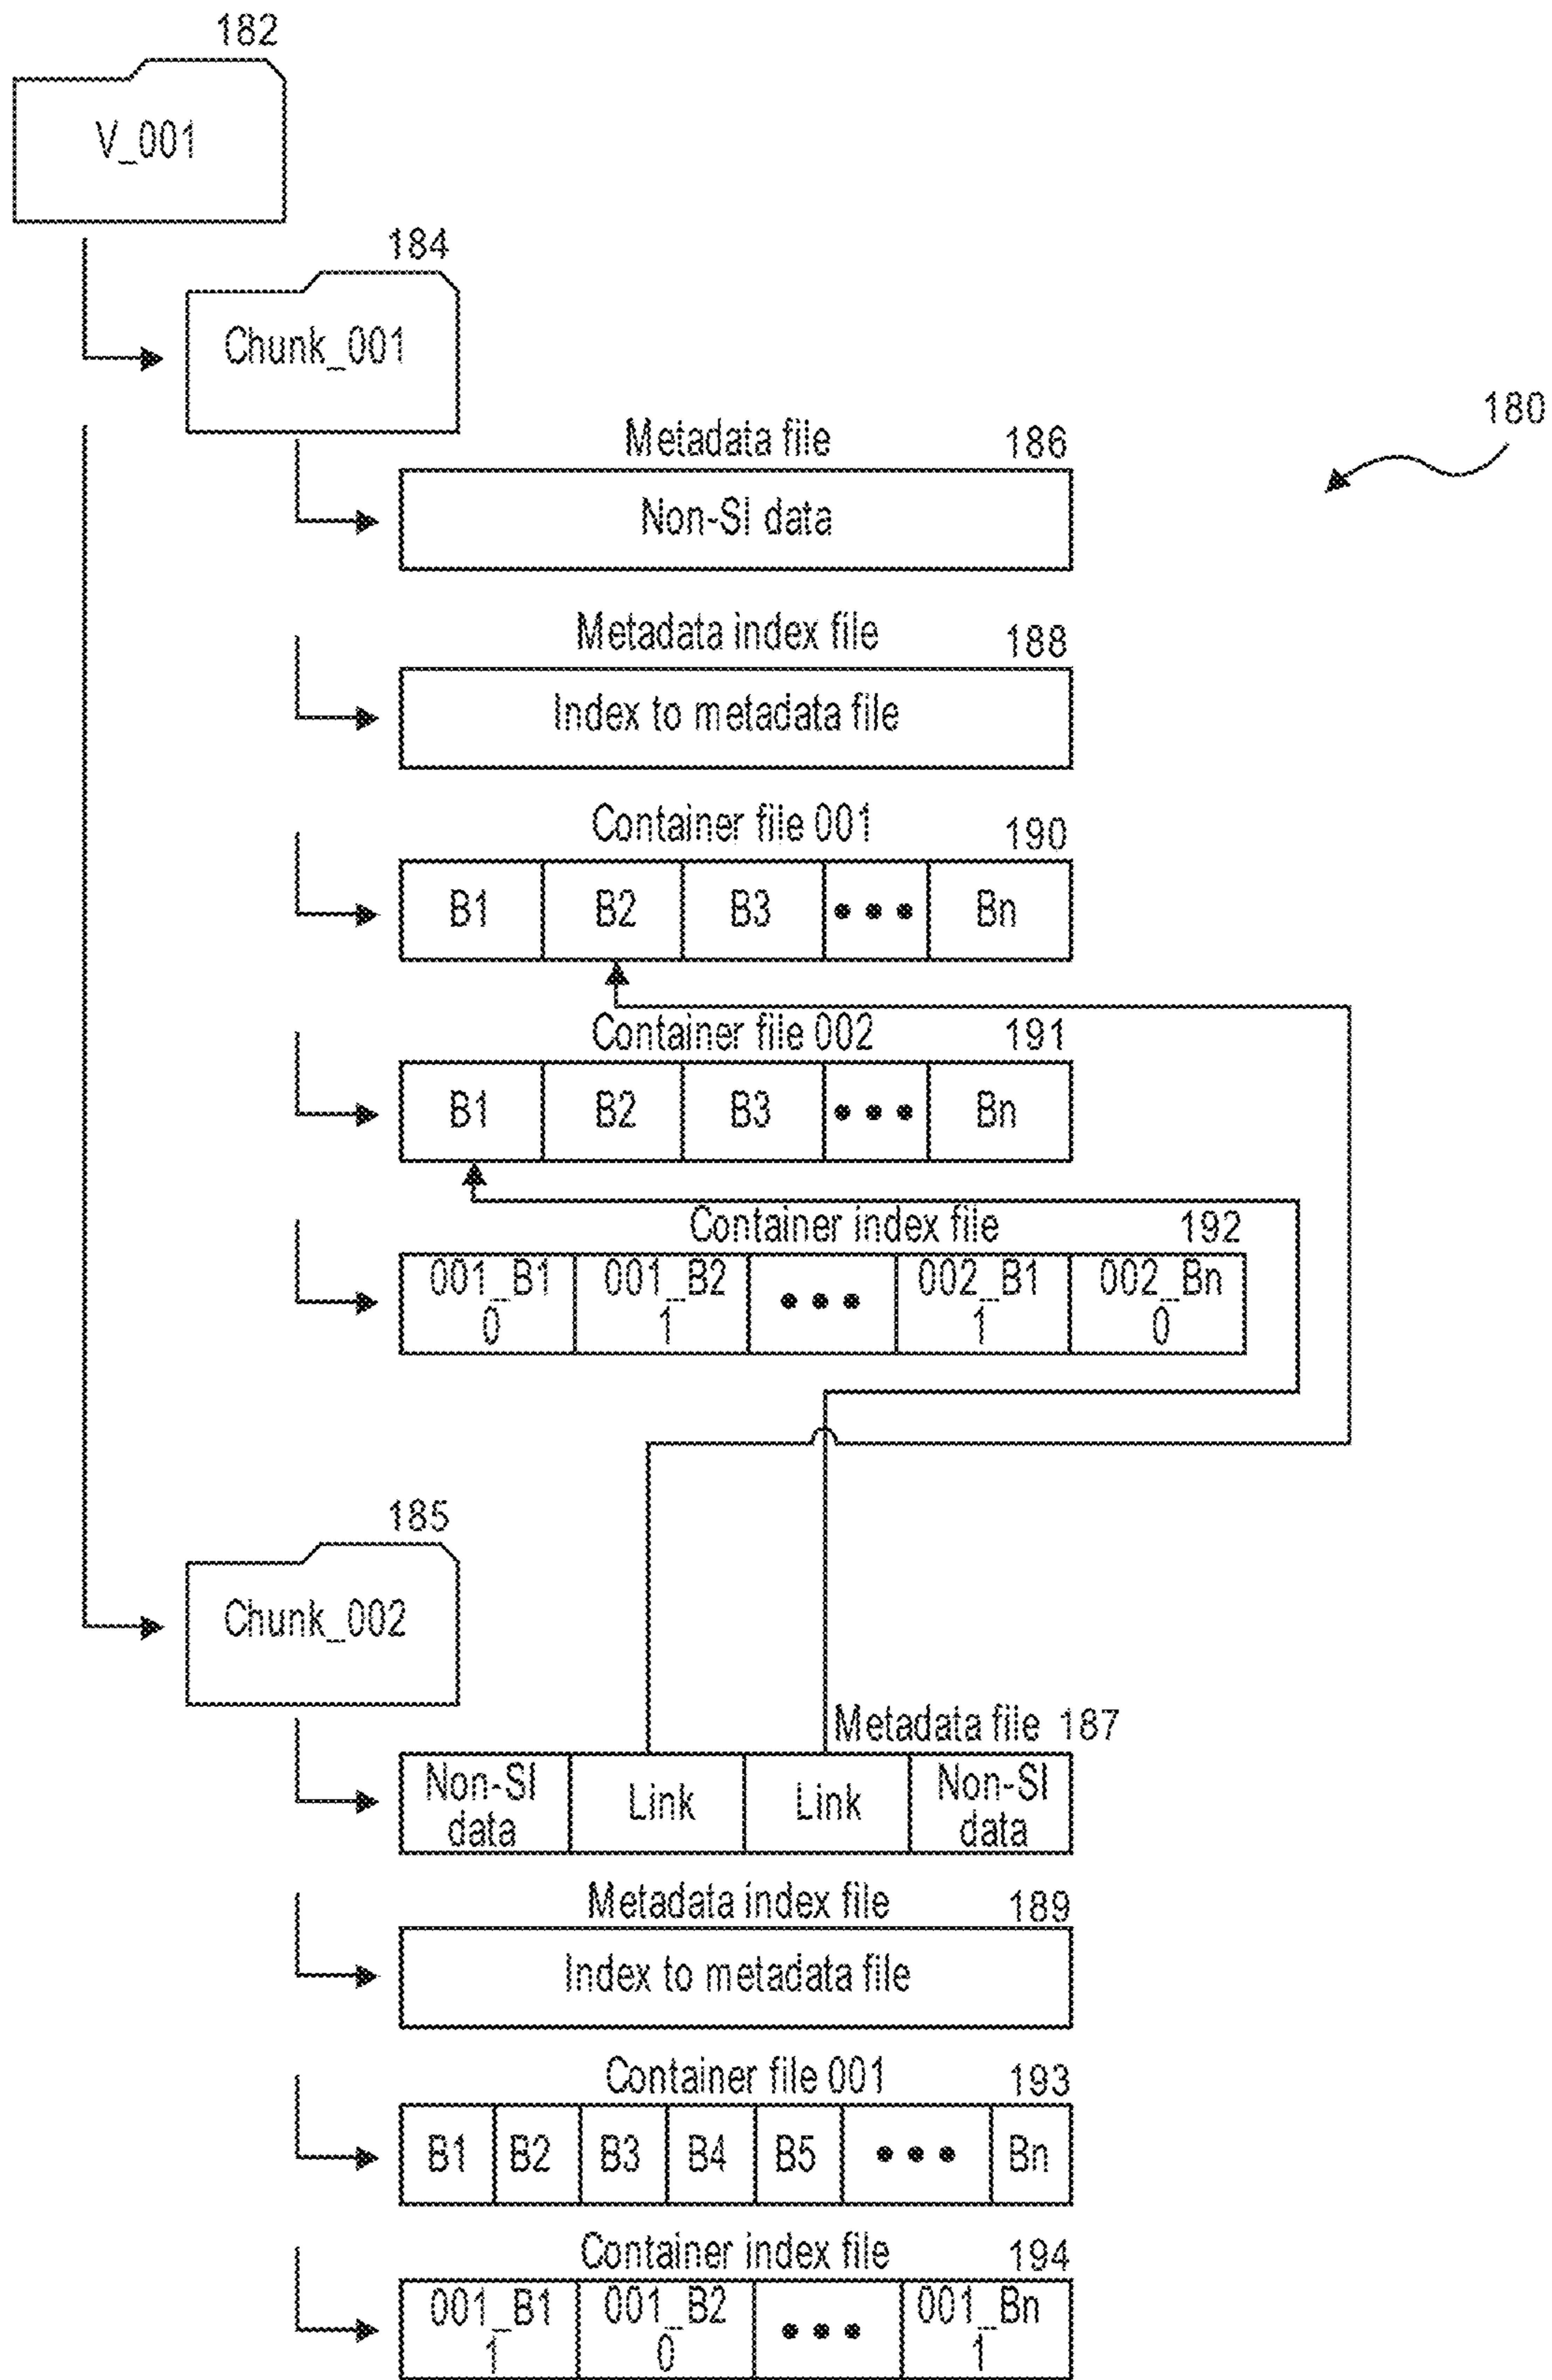 182
V_001
184
Chunk_001
180
Metadata file 186
Non-SI data
Metadata index file 188
Index to metadata file
Container file 001 190
B1 B2 B3 ••• Bn
Container file 002 191
B1 B2 B3 ••• Bn
Container index file 192
001_B1 001_B2 ••• 002_B1 002_Bn
0 1 1 0
185
Chunk_002
Metadata file 187
Non-SI Link Link Non-SI
data data
Metadata index file 189
Index to metadata file
Container file 001 193
B1 B2 B3 B4 B5 ••• Bn
Container index file 194
001_B1 001_B2 ••• 001_Bn
1 0 1